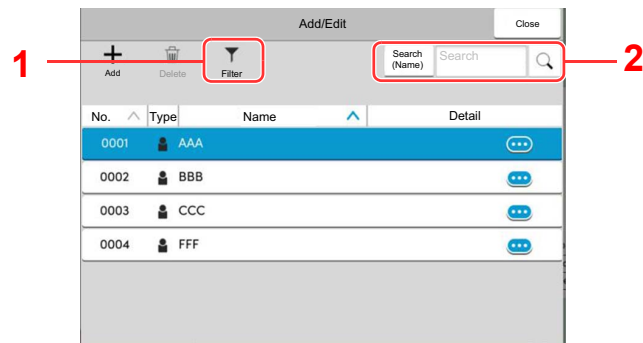 Add/Edit
Close
1
Add
Delete
Filter
Search
(Name)
Search
2
No.
Type
Name
Detail
0001
AAA
0002
BBB
0003
CCC
0004
FFF